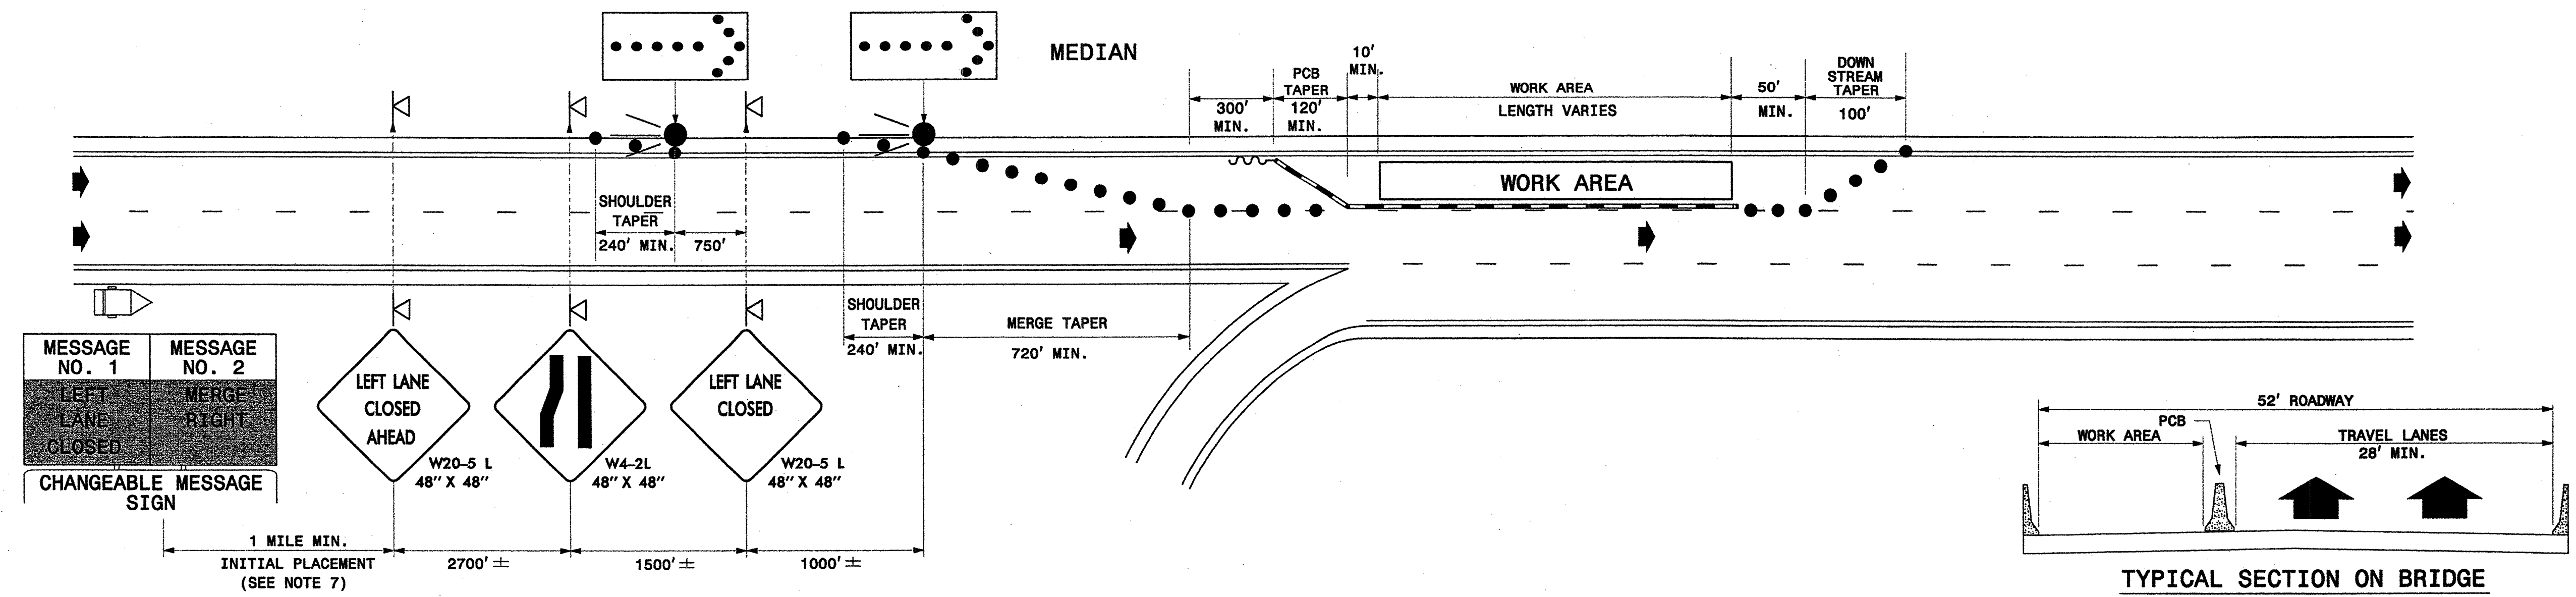 MEDIAN
10'
MIN.
PCB
TAPER
120'
MIN.
300'
MIN.
WORK AREA
LENGTH VARIES
50'
MIN.
DOWN
STREAM
TAPER
100'
WORK AREA
SHOULDER
TAPER
240' MIN.
750'
SHOULDER
TAPER
240' MIN.
MERGE TAPER
720' MIN.
MESSAGE
NO. 1
MESSAGE
NO. 2
LEFT
LANE
CLOSED
MERGE
RIGHT
CHANGEABLE MESSAGE
SIGN
LEFT LANE
CLOSED
AHEAD
W20-5 L
48" X 48"
W4-2L
48" X 48"
LEFT LANE
CLOSED
W20-5 L
48" X 48"
1 MILE MIN.
INITIAL PLACEMENT
(SEE NOTE 7)
2700' ±
1500' ±
1000' ±
52' ROADWAY
PCB
WORK AREA
TRAVEL LANES
28' MIN.
TYPICAL SECTION ON BRIDGE